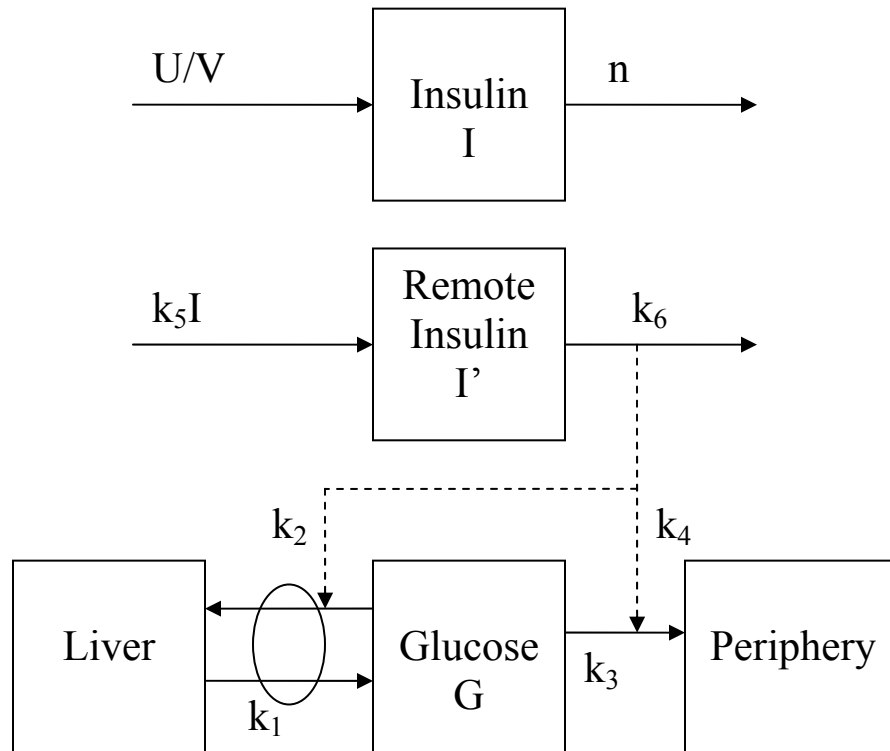 U/V
Insulin
I
n
k₅I
Remote
Insulin
I’
k₆
k₂
k₄
Liver
k₁
Glucose
G
k₃
Periphery